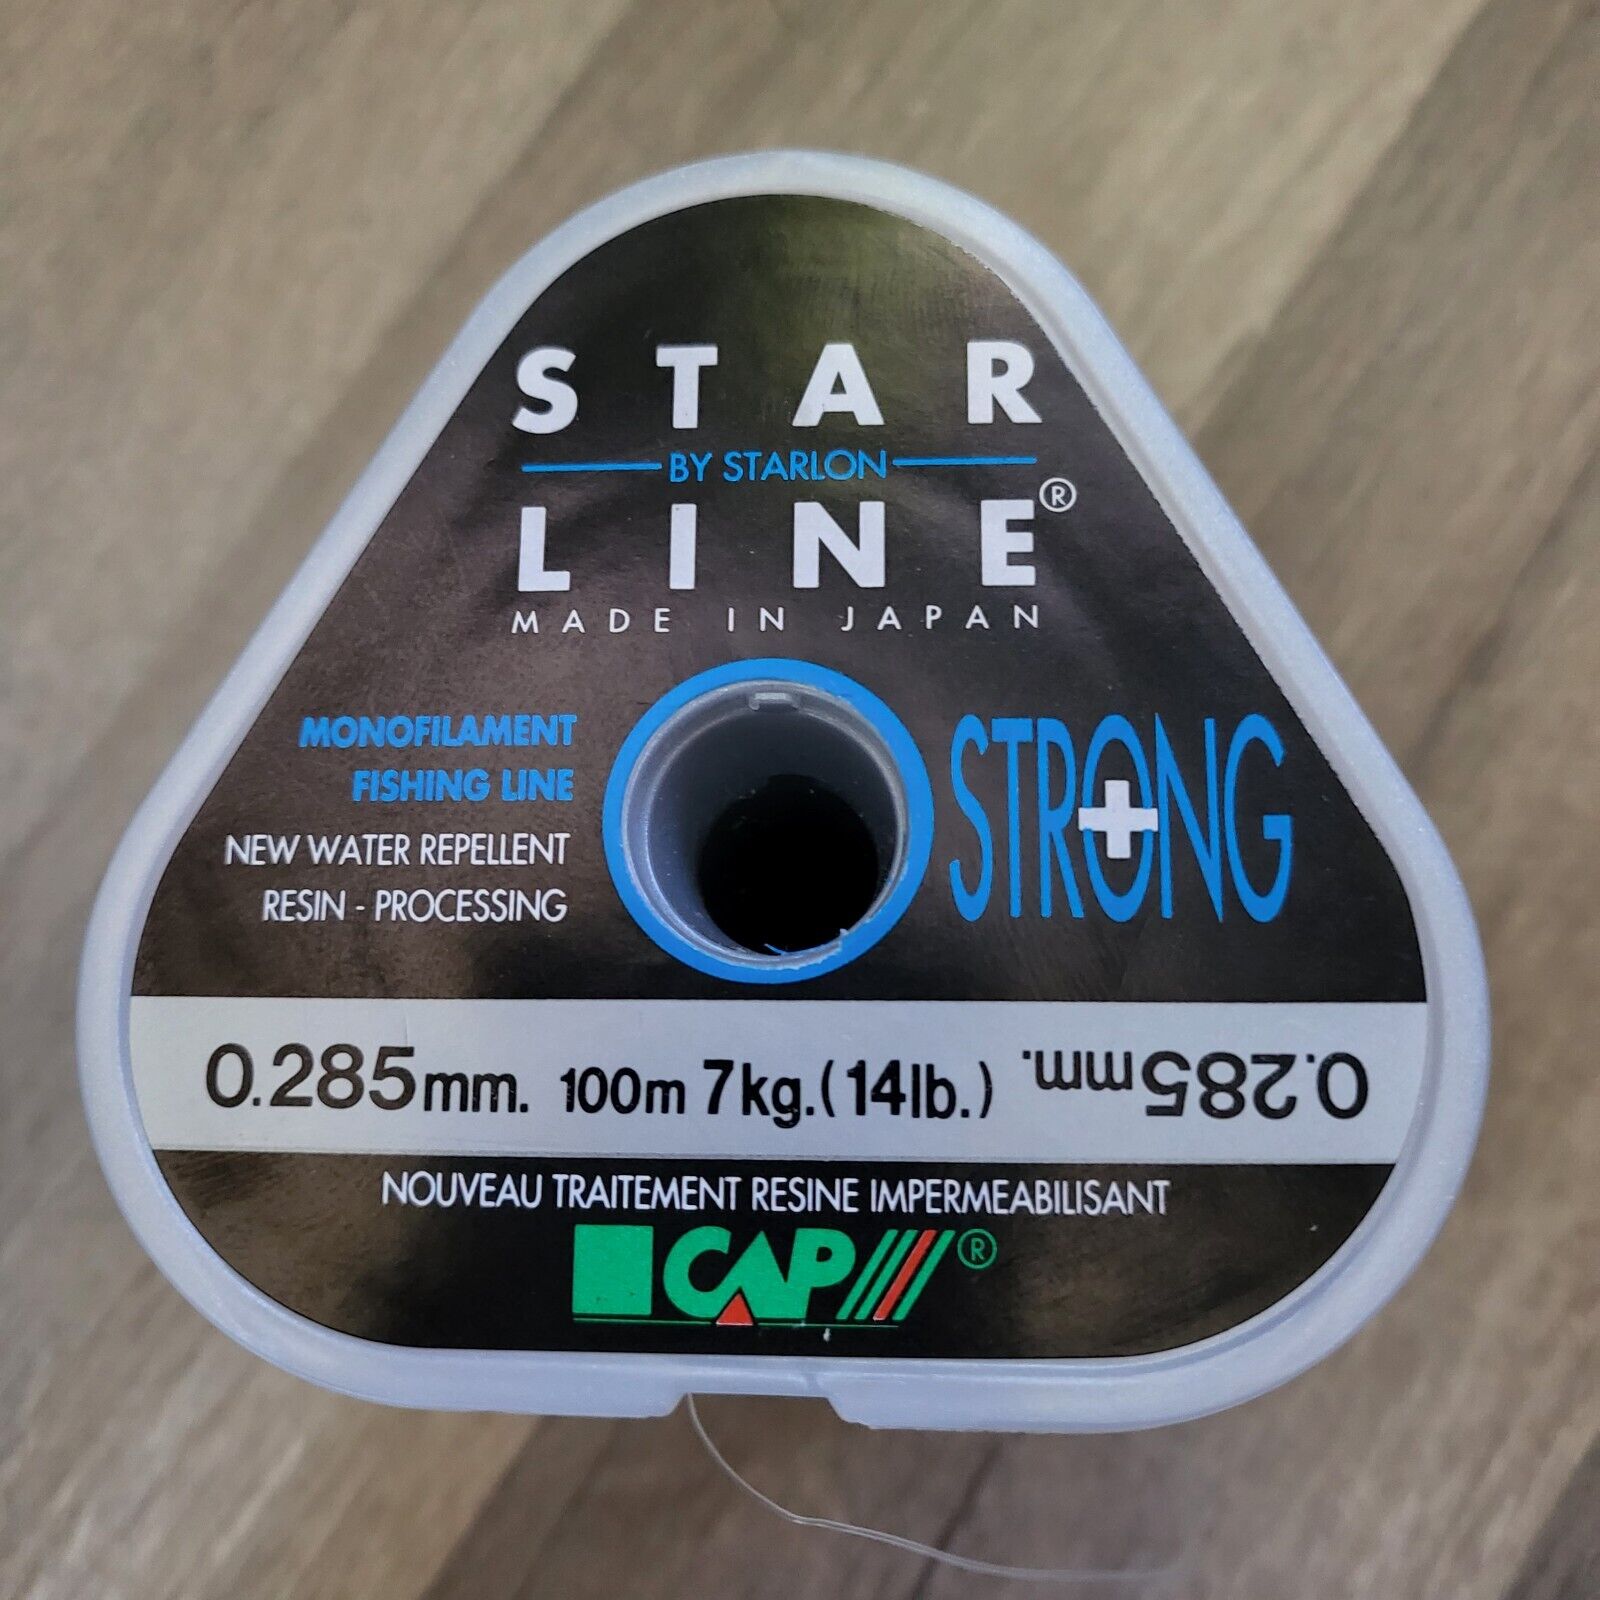 STAR
BY STARLON
LINE®
MADE IN JAPAN
MONOFILAMENT
FISHING LINE
NEW WATER REPELLENT
RESIN - PROCESSING
STRONG
0.285mm. 100m 7kg.(14lb.) 0.285mm.
NOUVEAU TRAITEMENT RESINE IMPERMEABILISANT
CAP®